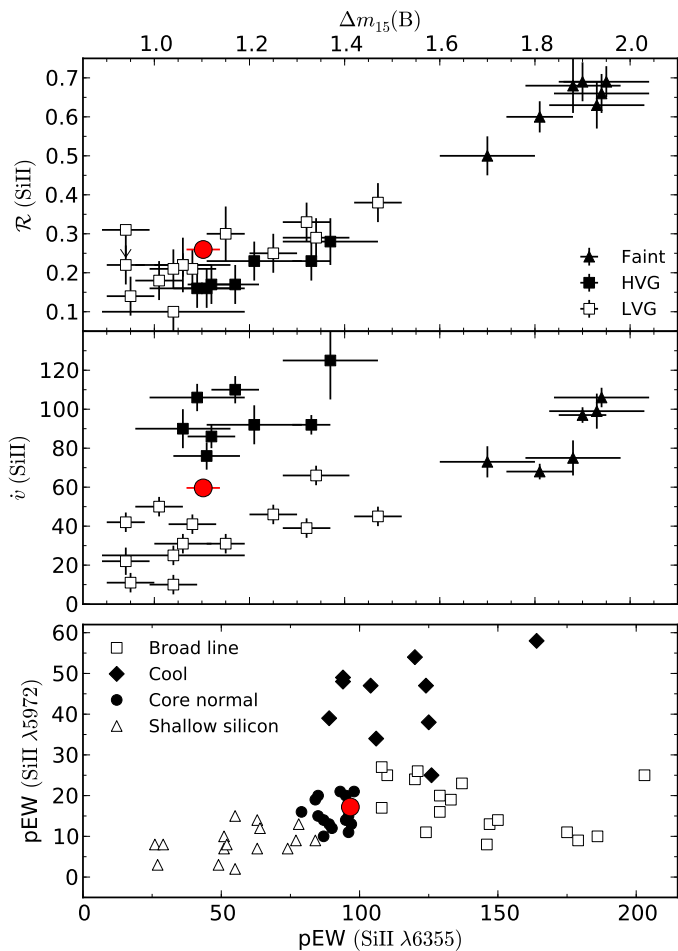 Δm₁₅(B)
1.0 1.2 1.4 1.6 1.8 2.0
0.7
0.6
0.5
0.4
0.3
0.2
0.1
ℛ (SiII)
Faint
HVG
LVG
120
100
80
60
40
20
0
v̇ (SiII)
60
50
40
30
20
10
0
pEW (SiII λ5972)
Broad line
Cool
Core normal
Shallow silicon
0 50 100 150 200
pEW (SiII λ6355)